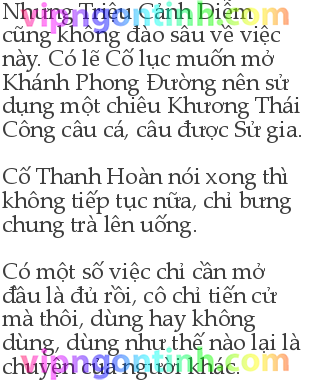 Nhưng Triệu Cảnh Diễm
cũng không đào sâu về việc
này. Có lẽ Cố lục muốn mở
Khánh Phong Đường nên sử
dụng một chiêu Khương Thái
Công câu cá, câu được Sử gia.
Cố Thanh Hoàn nói xong thì
không tiếp tục nữa, chỉ bưng
chung trà lên uống.
Có một số việc chỉ cần mở
đầu là đủ rồi, cô chỉ tiến cử
mà thôi, dùng hay không
dùng, dùng như thế nào lại là
chuyện của người khác.
vipngontinh.com
vipngontinh.com